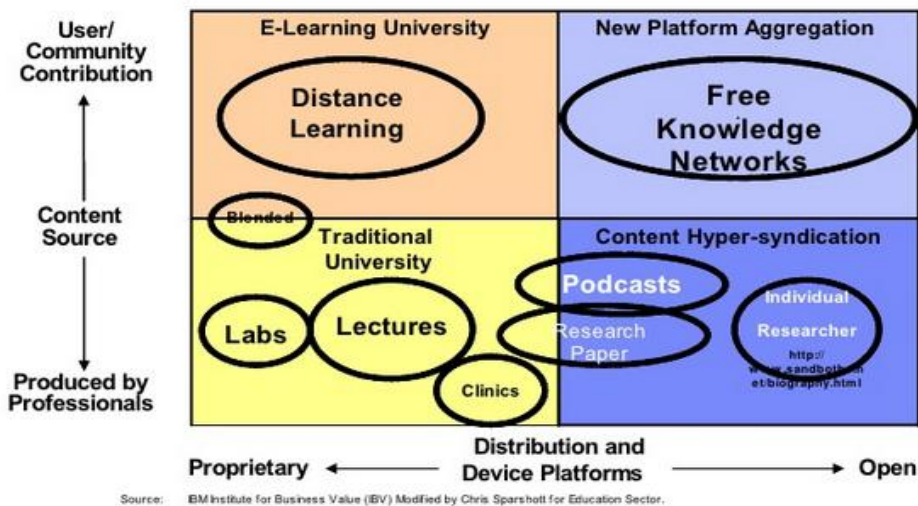 User/
Community
Contribution
E-Learning University
New Platform Aggregation
Distance
Learning
Free
Knowledge
Networks
Blended
Content
Source
Traditional
University
Content Hyper-syndication
Podcasts
Individual
Labs
Lectures
Research
Paper
Researcher
http://
Clinics
et/biography.html
Produced by
Professionals
Proprietary
Distribution and
Device Platforms
Open
Source: IBM Institute for Business Value (IBV) Modified by Chris Sparshott for Education Sector.